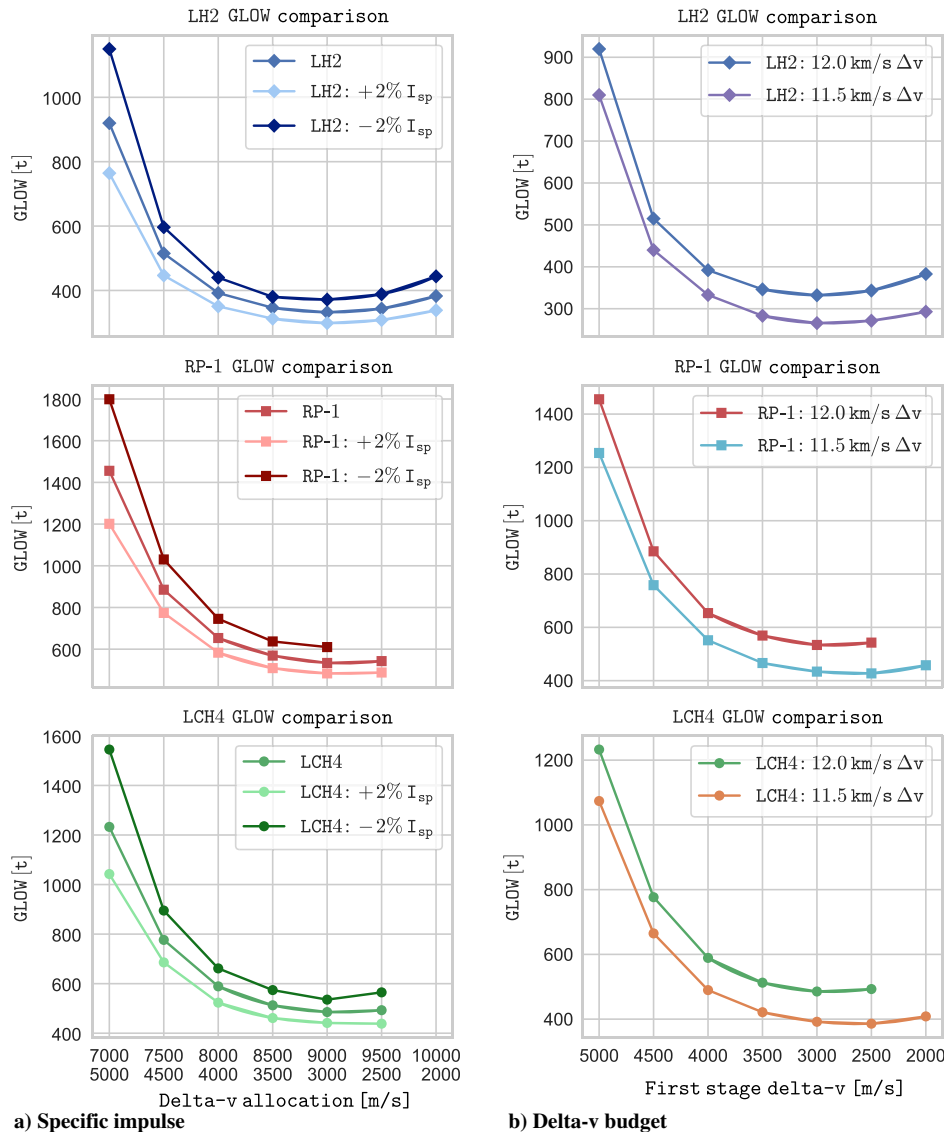 LH2 GLOW comparison
1000
800
600
400
GLOW [t]
LH2
LH2: +2% I_sp
LH2: −2% I_sp
LH2 GLOW comparison
900
800
700
600
500
400
300
GLOW [t]
LH2: 12.0 km/s Δv
LH2: 11.5 km/s Δv
RP-1 GLOW comparison
1800
1600
1400
1200
1000
800
600
GLOW [t]
RP-1
RP-1: +2% I_sp
RP-1: −2% I_sp
RP-1 GLOW comparison
1400
1200
1000
800
600
400
GLOW [t]
RP-1: 12.0 km/s Δv
RP-1: 11.5 km/s Δv
LCH4 GLOW comparison
1600
1400
1200
1000
800
600
400
GLOW [t]
LCH4
LCH4: +2% I_sp
LCH4: −2% I_sp
7000 7500 8000 8500 9000 9500 10000
5000 4500 4000 3500 3000 2500 2000
Delta-v allocation [m/s]
LCH4 GLOW comparison
1200
1000
800
600
400
GLOW [t]
LCH4: 12.0 km/s Δv
LCH4: 11.5 km/s Δv
5000 4500 4000 3500 3000 2500 2000
First stage delta-v [m/s]
a) Specific impulse
b) Delta-v budget